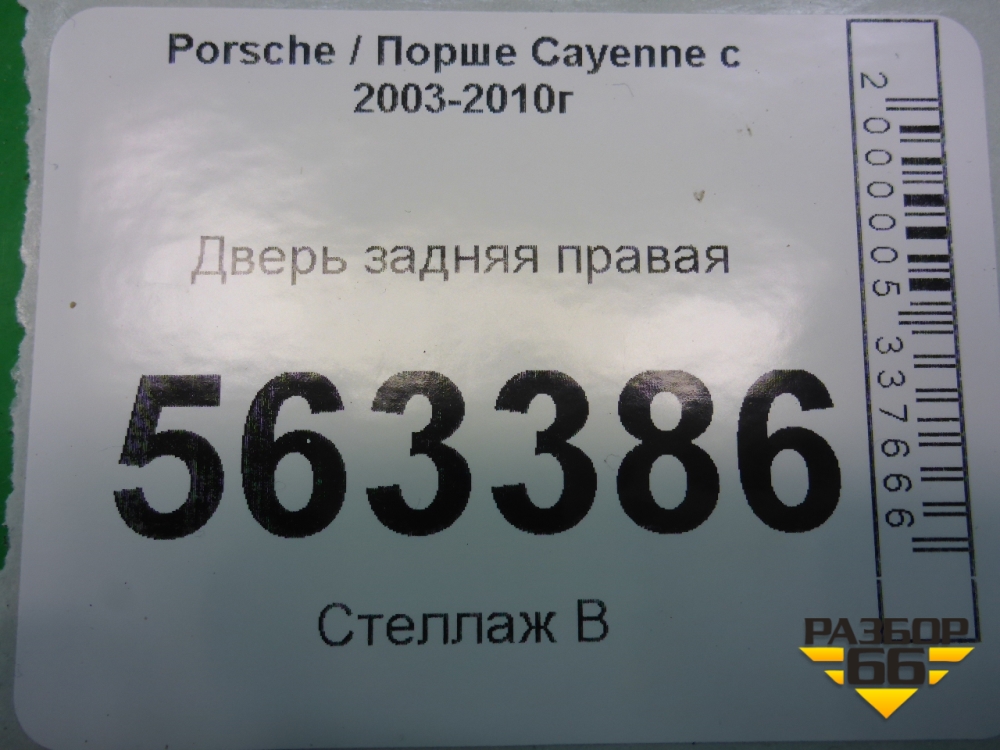 Porsche / Порше Cayenne с
2003-2010г
Дверь задняя правая
563386
Стеллаж В
2000005337666
РАЗБОР
66